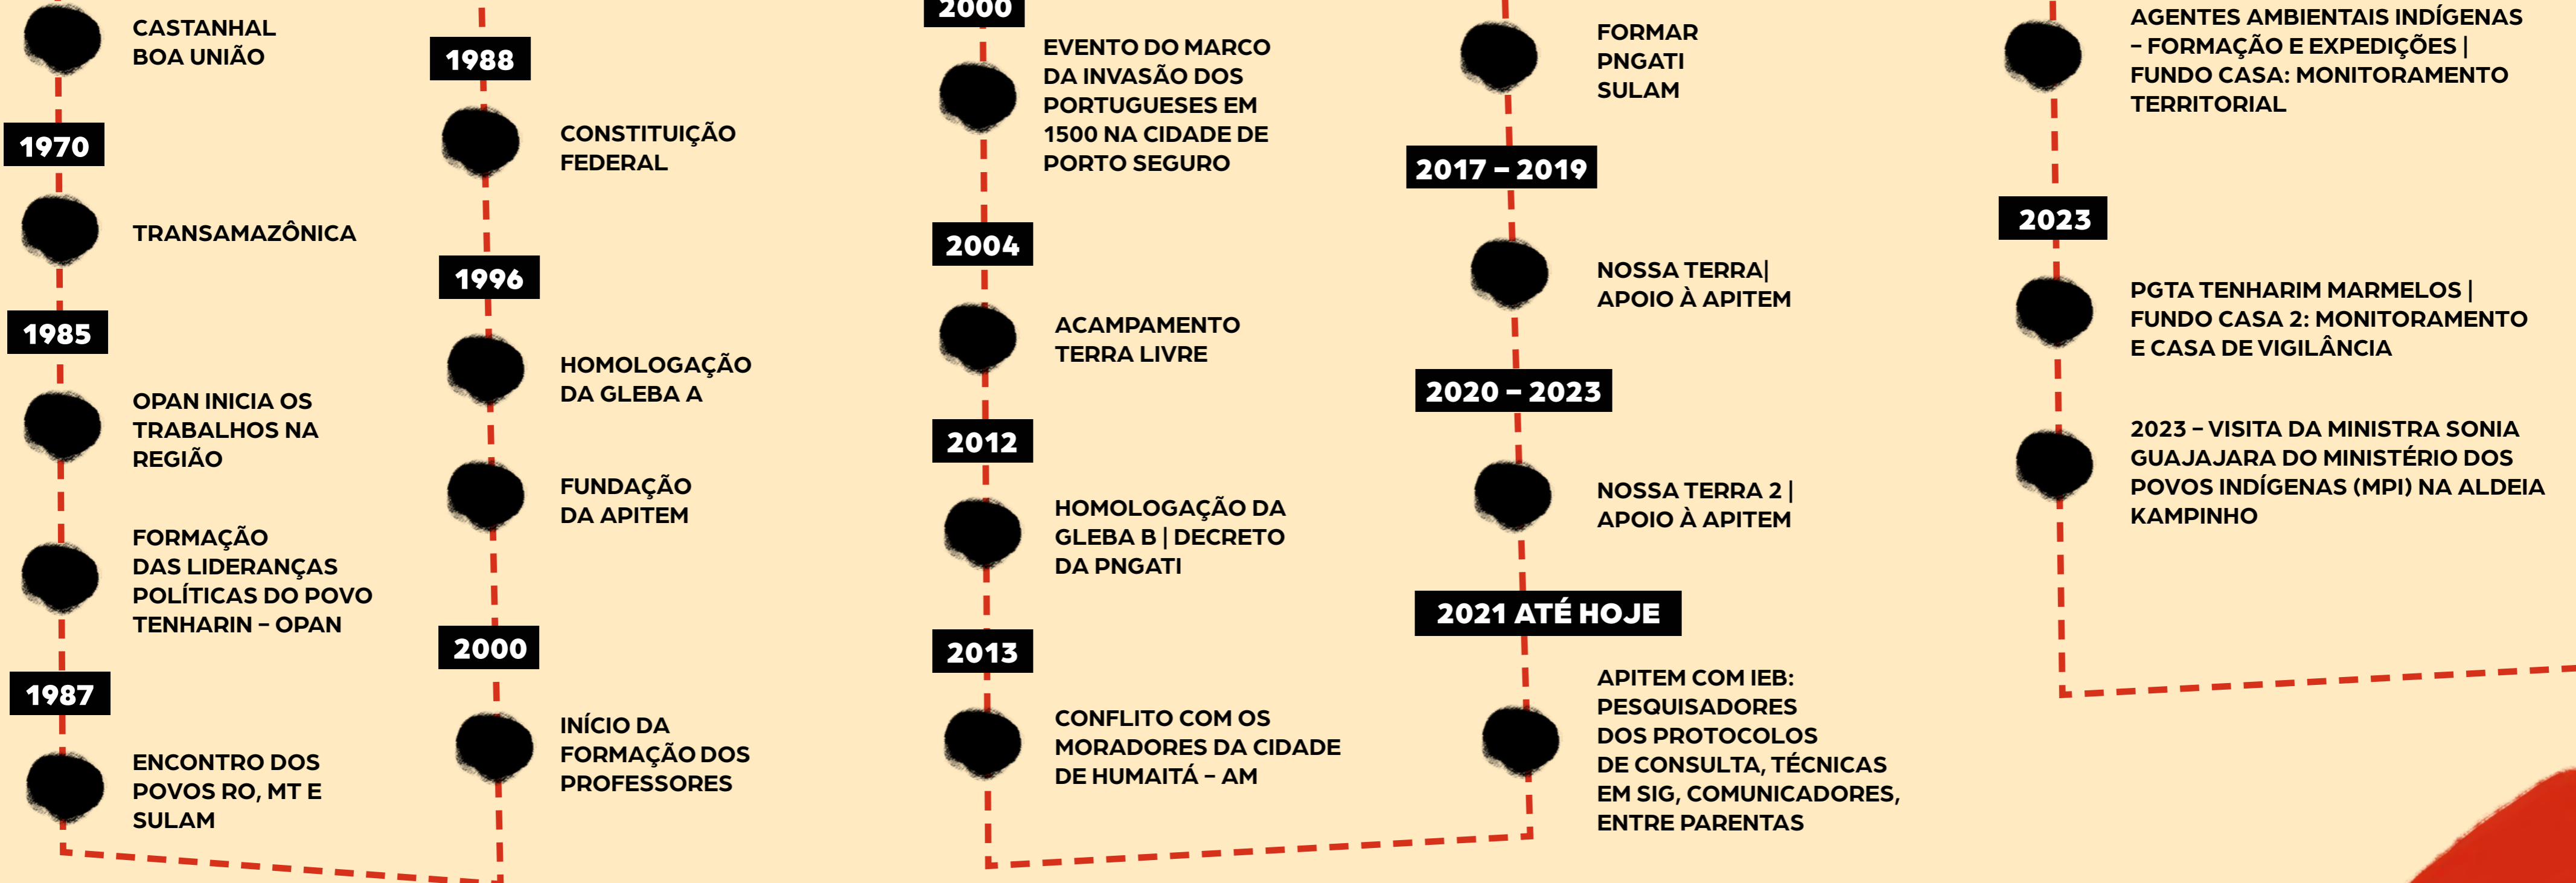 CASTANHAL
BOA UNIÃO
1970
TRANSAMAZÔNICA
1985
OPAN INICIA OS
TRABALHOS NA
REGIÃO
FORMAÇÃO
DAS LIDERANÇAS
POLÍTICAS DO POVO
TENHARIN – OPAN
1987
ENCONTRO DOS
POVOS RO, MT E
SULAM
1988
CONSTITUIÇÃO
FEDERAL
1996
HOMOLOGAÇÃO
DA GLEBA A
FUNDAÇÃO
DA APITEM
2000
INÍCIO DA
FORMAÇÃO DOS
PROFESSORES
2000
EVENTO DO MARCO
DA INVASÃO DOS
PORTUGUESES EM
1500 NA CIDADE DE
PORTO SEGURO
2004
ACAMPAMENTO
TERRA LIVRE
2012
HOMOLOGAÇÃO DA
GLEBA B | DECRETO
DA PNGATI
2013
CONFLITO COM OS
MORADORES DA CIDADE
DE HUMAITÁ – AM
FORMAR
PNGATI
SULAM
2017 – 2019
NOSSA TERRA|
APOIO À APITEM
2020 – 2023
NOSSA TERRA 2 |
APOIO À APITEM
2021 ATÉ HOJE
APITEM COM IEB:
PESQUISADORES
DOS PROTOCOLOS
DE CONSULTA, TÉCNICAS
EM SIG, COMUNICADORES,
ENTRE PARENTAS
AGENTES AMBIENTAIS INDÍGENAS
– FORMAÇÃO E EXPEDIÇÕES |
FUNDO CASA: MONITORAMENTO
TERRITORIAL
2023
PGTA TENHARIM MARMELOS |
FUNDO CASA 2: MONITORAMENTO
E CASA DE VIGILÂNCIA
2023 – VISITA DA MINISTRA SONIA
GUAJAJARA DO MINISTÉRIO DOS
POVOS INDÍGENAS (MPI) NA ALDEIA
KAMPINHO